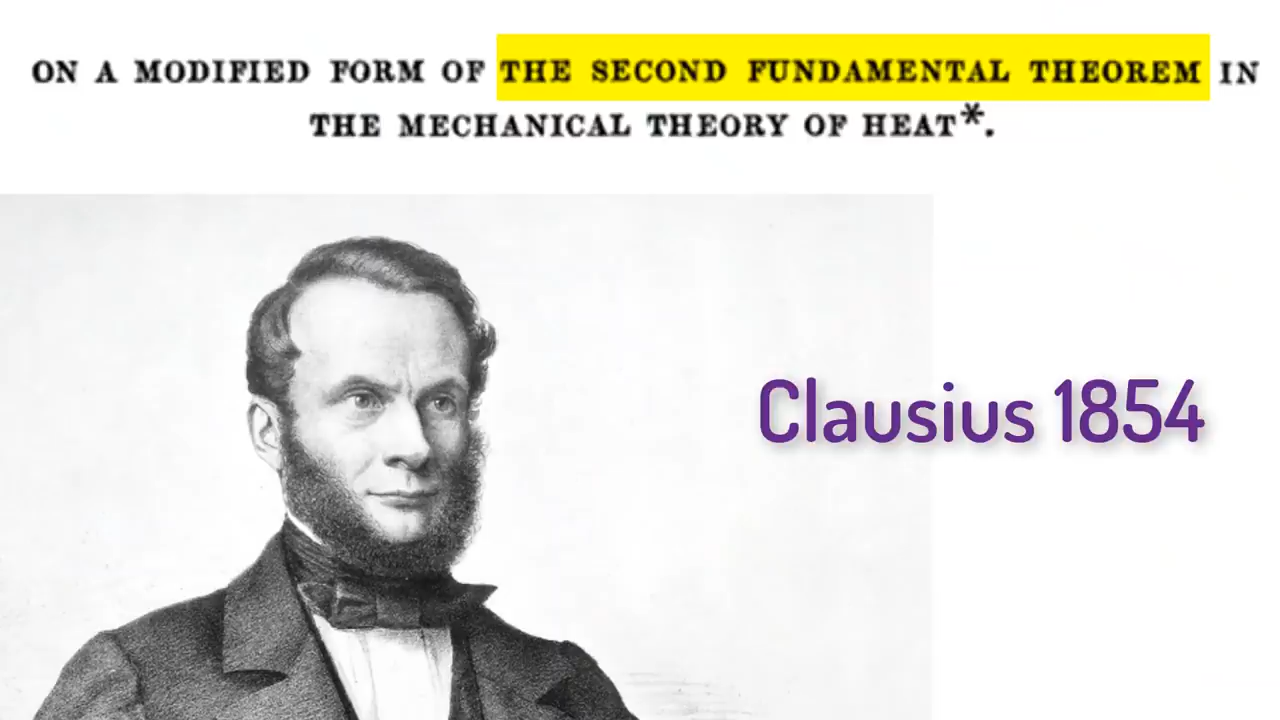 ON A MODIFIED FORM OF THE SECOND FUNDAMENTAL THEOREM IN
THE MECHANICAL THEORY OF HEAT*.
Clausius 1854